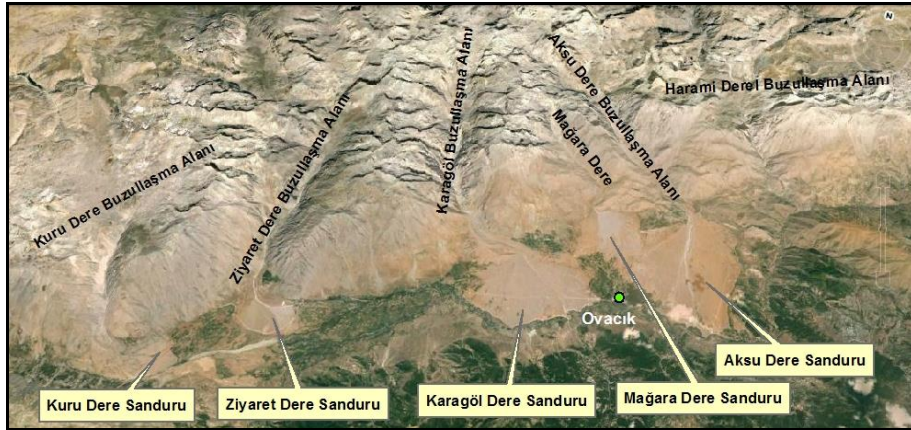 N
Kuru Dere Buzullaşma Alanı
Ziyaret Dere Buzullaşma Alanı
Karagöl Buzullaşma Alanı
Aksu Dere Buzullaşma Alanı
Mağara Dere
Harami Derel Buzullaşma Alanı
Ovacık
Kuru Dere Sanduru
Ziyaret Dere Sanduru
Karagöl Dere Sanduru
Mağara Dere Sanduru
Aksu Dere Sanduru